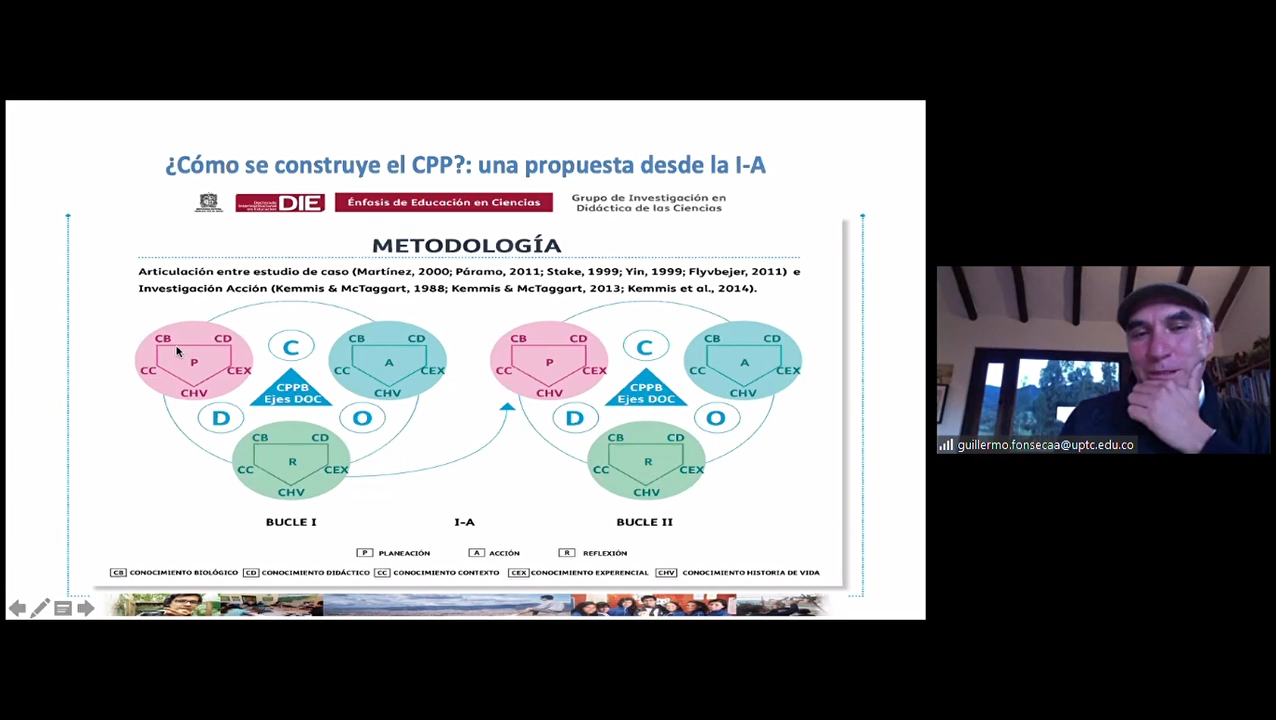 ¿Cómo se construye el CPP?: una propuesta desde la I-A
DIE
Énfasis de Educación en Ciencias
Grupo de Investigación en
Didáctica de las Ciencias
METODOLOGÍA
Articulación entre estudio de caso (Martínez, 2000; Páramo, 2011; Stake, 1999; Yin, 1999; Flyvbejer, 2011) e
Investigación Acción (Kemmis & McTaggart, 1988; Kemmis & McTaggart, 2013; Kemmis et al., 2014).
CB CD
P
CC CEX
CHV
C
CB CD
A
CC CEX
CHV
CPPB
Ejes DOC
D
O
CB CD
R
CC CEX
CHV
CB CD
P
CC CEX
CHV
C
CB CD
A
CC CEX
CHV
CPPB
Ejes DOC
D
O
CB CD
R
CC CEX
CHV
BUCLE I
I-A
BUCLE II
P PLANEACIÓN A ACCIÓN R REFLEXIÓN
CB CONOCIMIENTO BIOLÓGICO CD CONOCIMIENTO DIDÁCTICO CC CONOCIMIENTO CONTEXTO CEX CONOCIMIENTO EXPERENCIAL CHV CONOCIMIENTO HISTORIA DE VIDA
guillermo.fonsecaa@uptc.edu.co